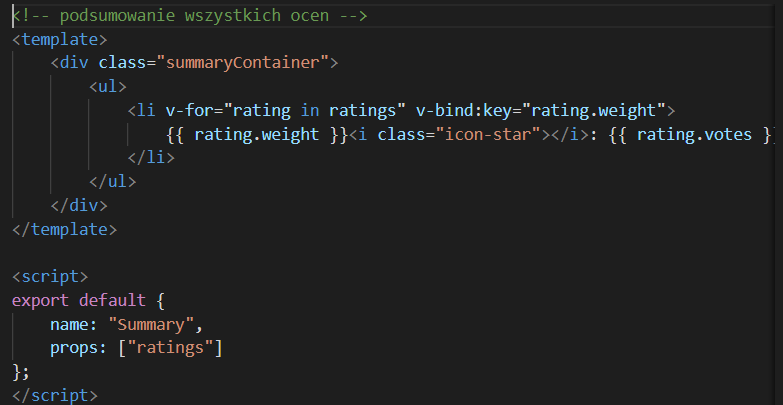 <!-- podsumowanie wszystkich ocen -->
<template>
    <div class="summaryContainer">
        <ul>
            <li v-for="rating in ratings" v-bind:key="rating.weight">
                {{ rating.weight }}<i class="icon-star"></i>: {{ rating.votes }
            </li>
        </ul>
    </div>
</template>

<script>
export default {
    name: "Summary",
    props: ["ratings"]
};
</script>